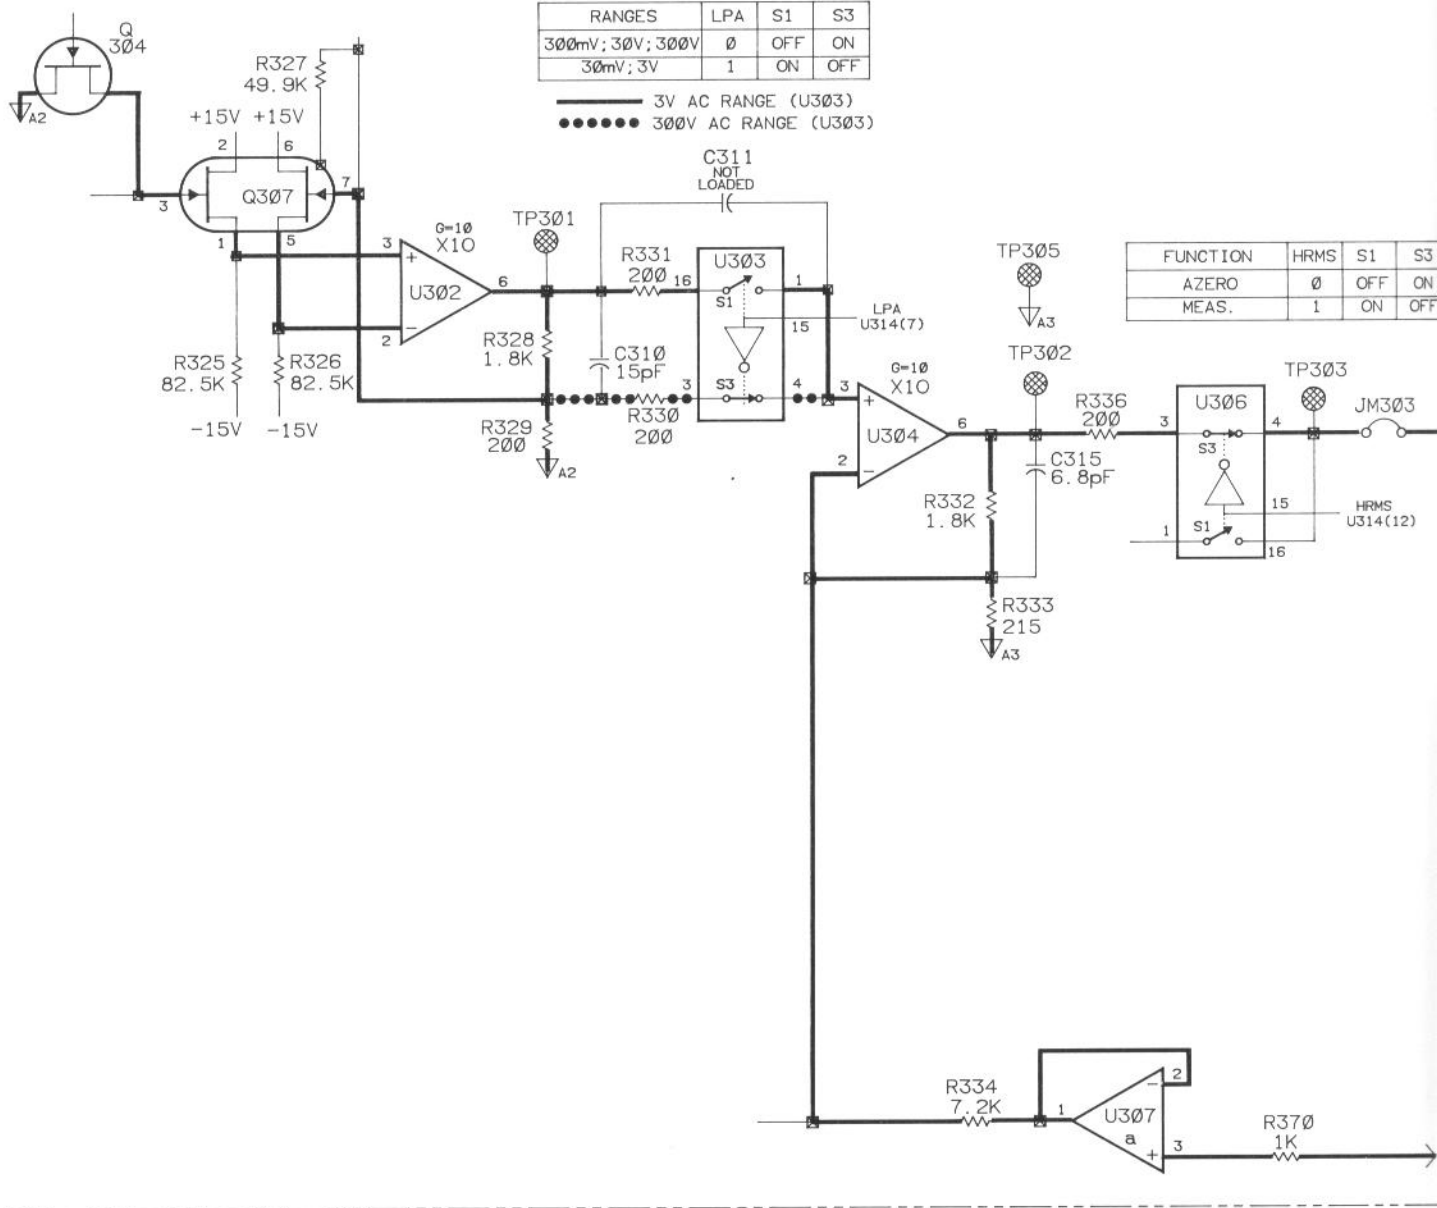 RANGES LPA S1 S3
300mV; 30V; 300V 0 OFF ON
30mV; 3V 1 ON OFF
3V AC RANGE (U303)
300V AC RANGE (U303)
Q
304
A2
R327
49.9K
+15V +15V
2 6
Q307
3 7
1 5
R325
82.5K
R326
82.5K
-15V -15V
G=10
X10
3
+
U302
6
-
2
TP301
R328
1.8K
R329
200
A2
C311
NOT
LOADED
R331
200
16
U303
S1
1
15
LPA
U314(7)
C310
15pF
R330
200
3
S3
4
G=10
X10
3
+
U304
6
2
-
TP305
A3
TP302
R332
1.8K
R333
215
A3
C315
6.8pF
R336
200
FUNCTION HRMS S1 S3
AZERO 0 OFF ON
MEAS. 1 ON OFF
3
U306
4
S3
15
1
S1
16
HRMS
U314(12)
TP303
JM303
R334
7.2K
1
U307
a
-
2
+
3
R370
1K